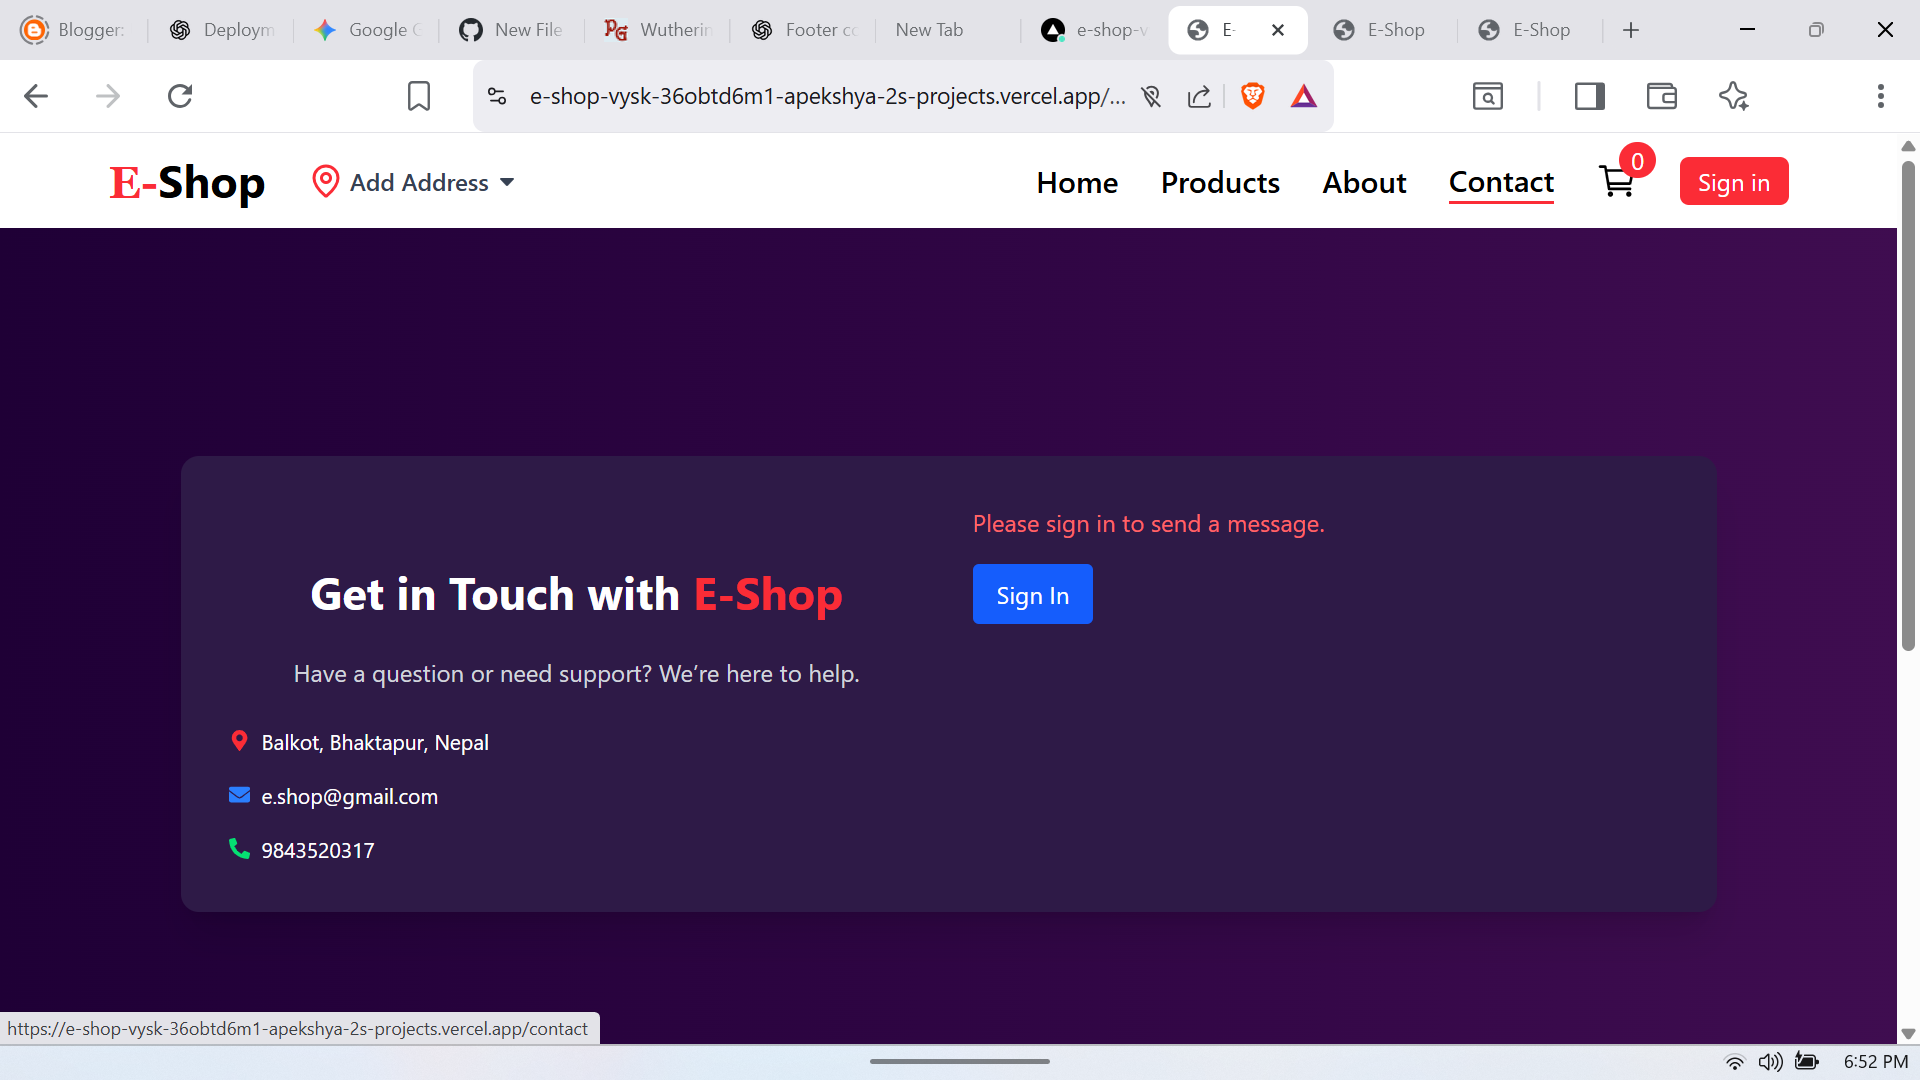 Blogger:
Deploym
Google G
New File
Wutherin
Footer co
New Tab
e-shop-v
E-
E-Shop
E-Shop
e-shop-vysk-36obtd6m1-apekshya-2s-projects.vercel.app/...
E-Shop
Add Address
Home
Products
About
Contact
0
Sign in
Please sign in to send a message.
Sign In
Get in Touch with E-Shop
Have a question or need support? We’re here to help.
Balkot, Bhaktapur, Nepal
e.shop@gmail.com
9843520317
https://e-shop-vysk-36obtd6m1-apekshya-2s-projects.vercel.app/contact
6:52 PM